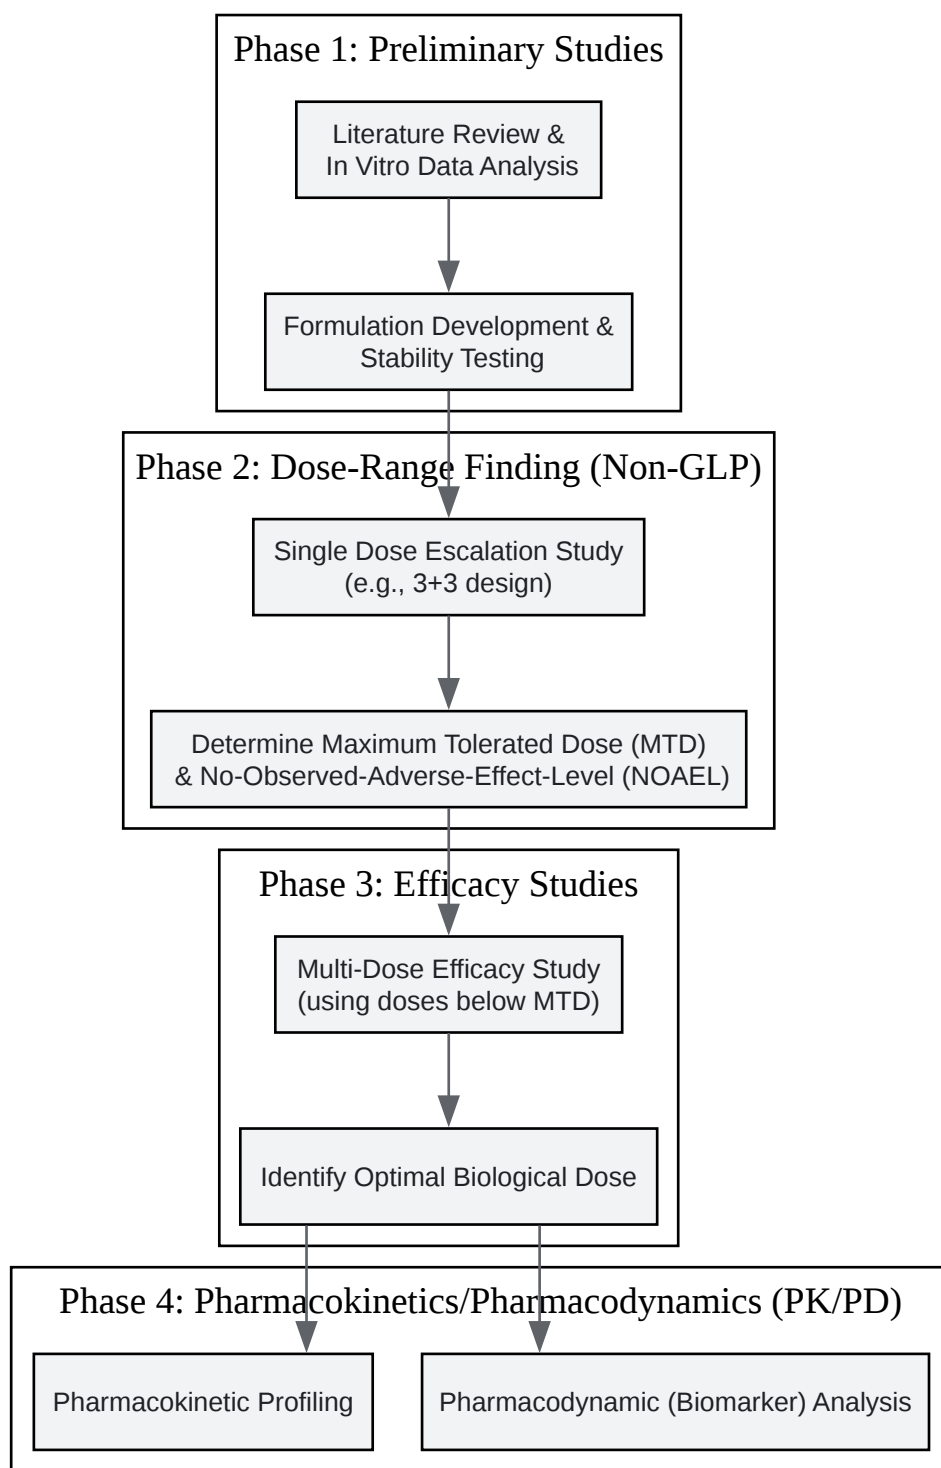 Phase 1: Preliminary Studies
Literature Review &
In Vitro Data Analysis
Formulation Development &
Stability Testing
Phase 2: Dose-Range Finding (Non-GLP)
Single Dose Escalation Study
(e.g., 3+3 design)
Determine Maximum Tolerated Dose (MTD)
& No-Observed-Adverse-Effect-Level (NOAEL)
Phase 3: Efficacy Studies
Multi-Dose Efficacy Study
(using doses below MTD)
Identify Optimal Biological Dose
Phase 4: Pharmacokinetics/Pharmacodynamics (PK/PD)
Pharmacokinetic Profiling
Pharmacodynamic (Biomarker) Analysis